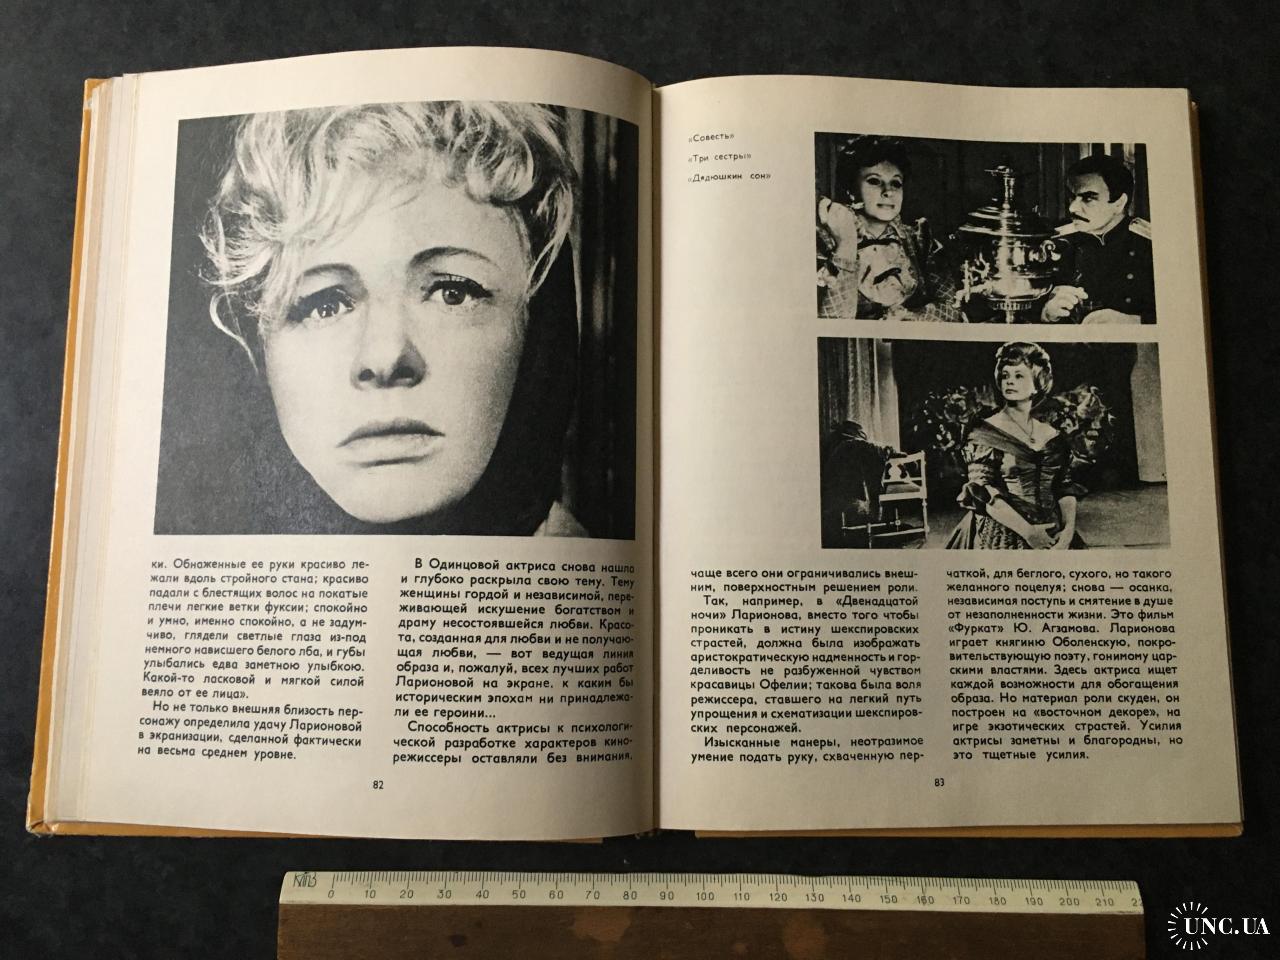 ки. Обнаженные ее руки красиво ле-
жали вдоль стройного стана; красиво
падали с блестящих волос на покатые
плечи легкие ветки фуксии; спокойно
и умно, именно спокойно, а не задум-
чиво, глядели светлые глаза из-под
немного нависшего белого лба, и губы
улыбались едва заметною улыбкою.
Какой-то ласковой и мягкой силой
веяло от ее лица».
Но не только внешняя близость пер-
сонажу определила удачу Ларионовой
в экранизации, сделанной фактически
на весьма среднем уровне.
В Одинцовой актриса снова нашла
и глубоко раскрыла свою тему. Тему
женщины гордой и независимой, пере-
живающей искушение богатством и
драму несостоявшейся любви. Красо-
та, созданная для любви и не получаю-
щая любви, — вот ведущая линия
образа и, пожалуй, всех лучших работ
Ларионовой на экране, к каким бы
историческим эпохам ни принадлежа-
ли ее героини...
Способность актрисы к психологи-
ческой разработке характеров кино-
режиссеры оставляли без внимания,
82
«Совесть»
«Три сестры»
«Дядюшкин сон»
чаще всего они ограничивались внеш-
ним, поверхностным решением роли.
Так, например, в «Двенадцатой
ночи» Ларионова, вместо того чтобы
проникать в истину шекспировских
страстей, должна была изображать
аристократическую надменность и гор-
деливость не разбуженной чувством
красавицы Офелии; такова была воля
режиссера, ставшего на легкий путь
упрощения и схематизации шекспиров-
ских персонажей.
Изысканные манеры, неотразимое
умение подать руку, схваченную пер-
чаткой, для беглого, сухого, но такого
желанного поцелуя; снова — осанка,
независимая поступь и смятение в душе
от незаполненности жизни. Это фильм
«Фуркат» Ю. Агзамова. Ларионова
играет княгиню Оболенскую, покро-
вительствующую поэту, гонимому цар-
скими властями. Здесь актриса ищет
каждой возможности для обогащения
образа. Но материал роли скуден, он
построен на «восточном декоре», на
игре экзотических страстей. Усилия
актрисы заметны и благородны, но
это тщетные усилия.
83
0 10 20 30 40 50 60 70 80 90 100 110 120 130 140 150 160 170 180 190 200 210
UNC.UA